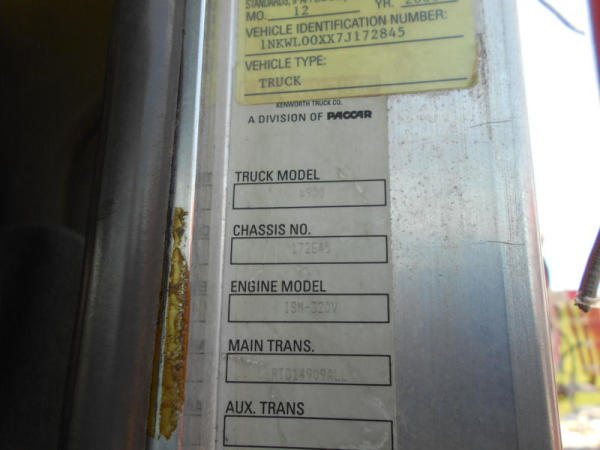 MO. 12 YR.
VEHICLE IDENTIFICATION NUMBER:
1NKWL00XX7J172845
VEHICLE TYPE:
TRUCK
KENWORTH TRUCK CO.
A DIVISION OF PACCAR
TRUCK MODEL
W900
CHASSIS NO.
172845
ENGINE MODEL
ISM-320V
MAIN TRANS.
RTO14909ALL
AUX. TRANS